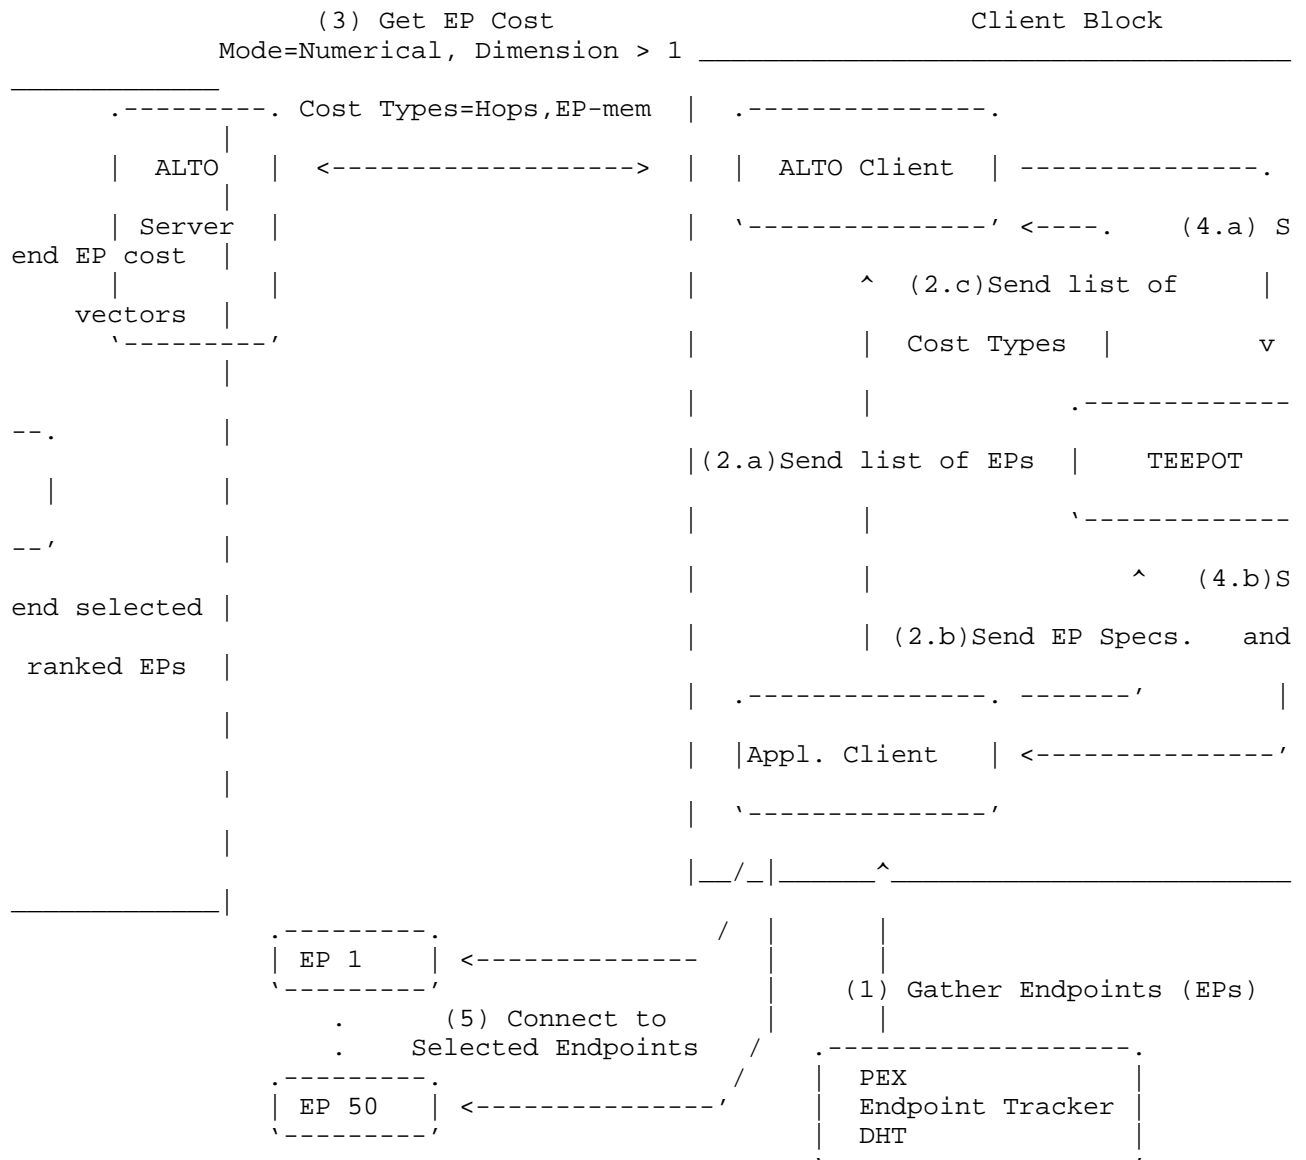 (3) Get EP Cost Client Block
Mode=Numerical, Dimension > 1
Cost Types=Hops,EP-mem
ALTO ALTO Client
Server (4.a) S
end EP cost
(2.c)Send list of
vectors
Cost Types v
(2.a)Send list of EPs TEEPOT
(4.b)S
end selected
(2.b)Send EP Specs. and
ranked EPs
Appl. Client
EP 1
(1) Gather Endpoints (EPs)
(5) Connect to
Selected Endpoints
PEX
EP 50 Endpoint Tracker
DHT